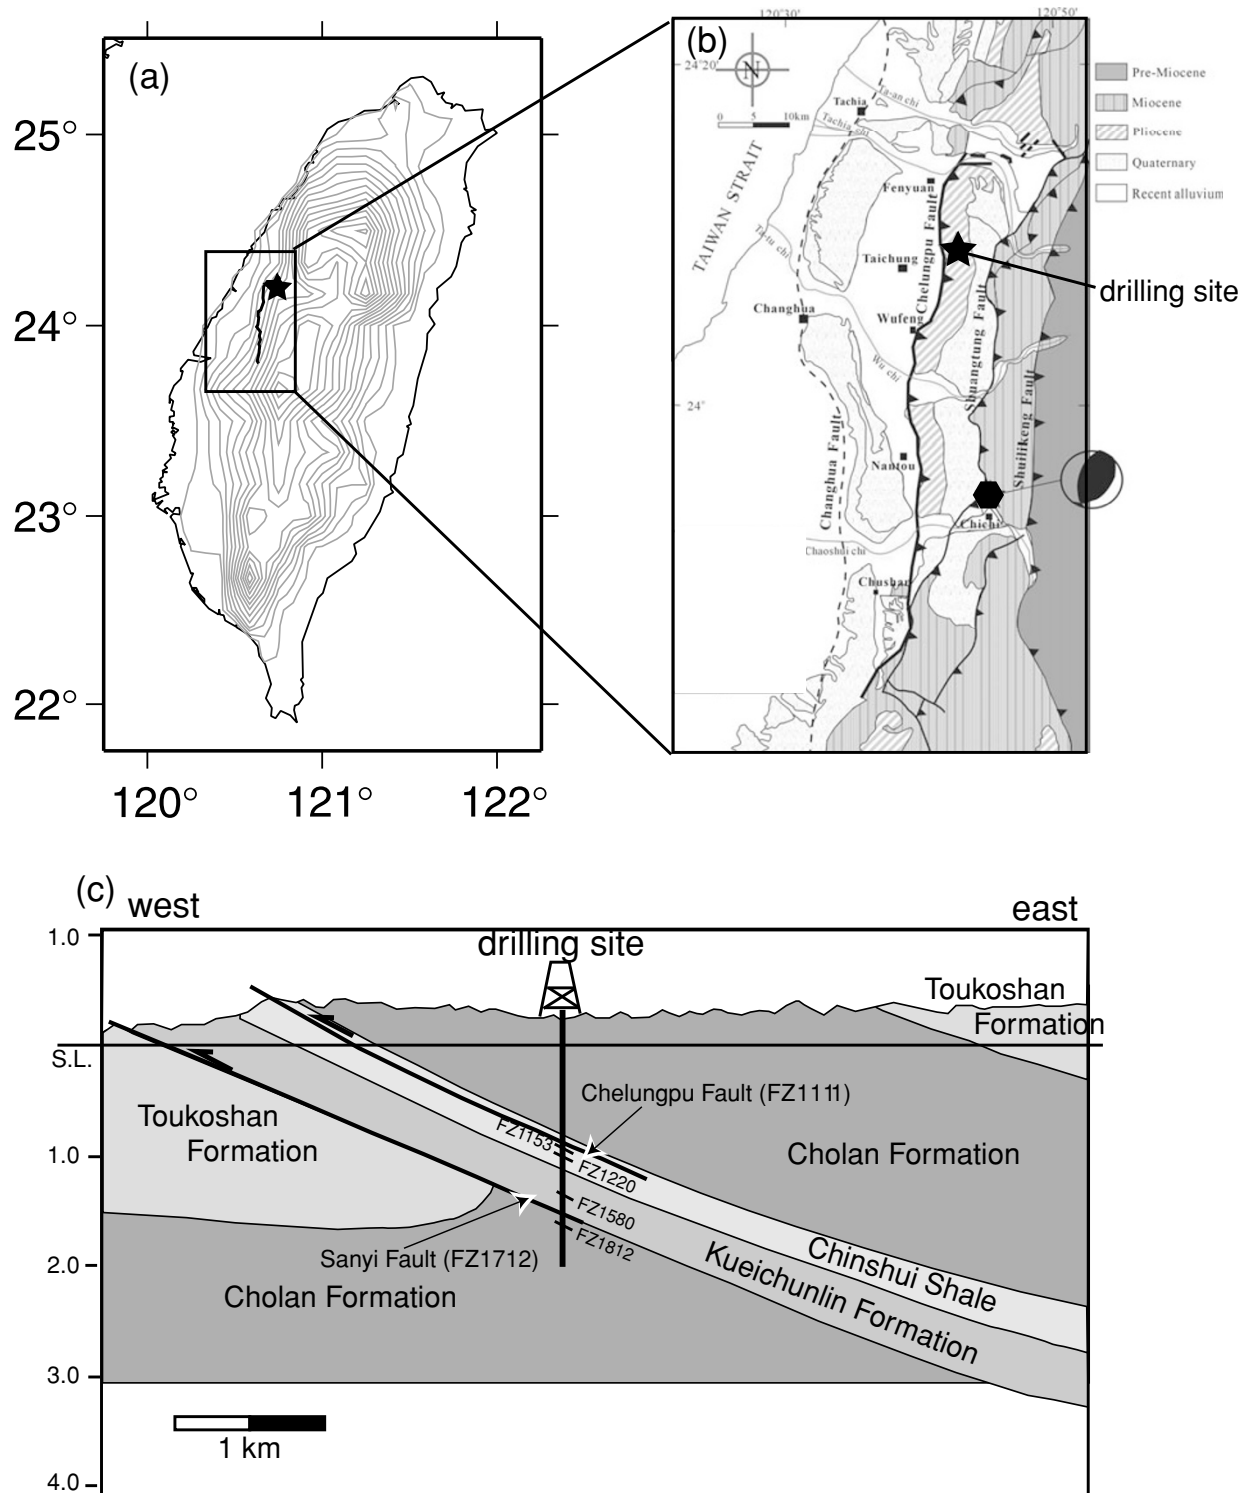 (a)
25°
24°
23°
22°
120°
121°
122°
(b)
120°30'
120°50'
24°20'
24°
N
0 5 10km
TAIWAN STRAIT
Ta-an chi
Tachia
Tachia chi
Fenyuan
Ta-tu chi
Taichung
Chelungpu Fault
Changhua
Wufeng
Wu chi
Shuangtung Fault
Shuilikeng Fault
Changhua Fault
Nantou
Chichi
Chaoshui chi
Chushan
Pre-Miocene
Miocene
Pliocene
Quaternary
Recent alluvium
drilling site
(c)
west
east
1.0
S.L.
1.0
2.0
3.0
4.0
drilling site
Toukoshan
Formation
Chelungpu Fault (FZ1111)
Toukoshan
Formation
FZ1153
FZ1220
Cholan Formation
FZ1580
FZ1812
Sanyi Fault (FZ1712)
Cholan Formation
Chinshui Shale
Kueichunlin Formation
1 km